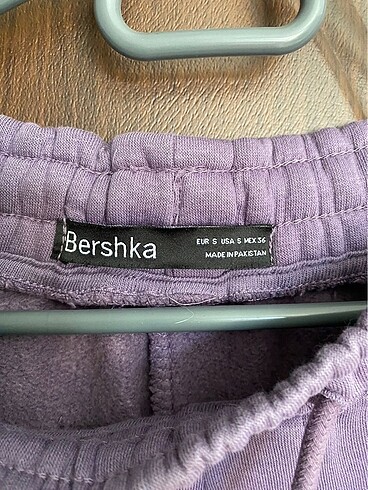 Bershka
EUR S USA S MEX 36
MADE IN PAKISTAN